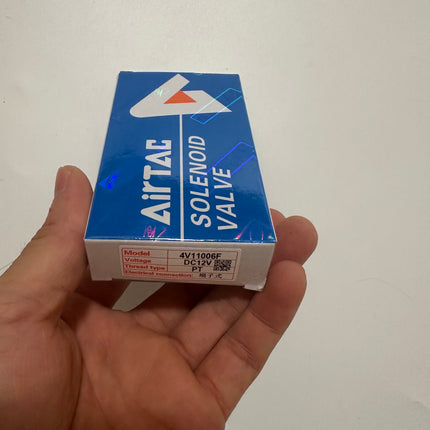 AirTAC
SOLENOID
VALVE
Model 4V11006F
Voltage DC12V
Thread Type PT
Electrical connection 端子式